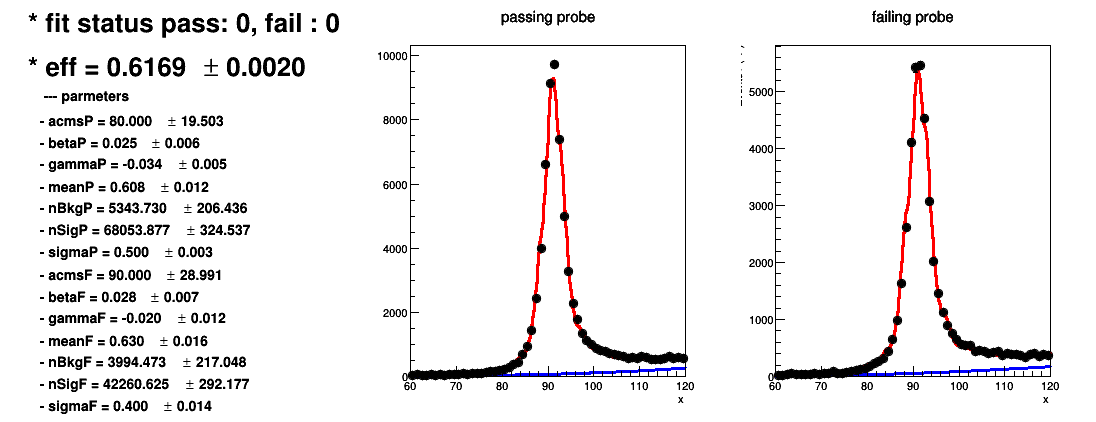 * fit status pass: 0, fail : 0
* eff = 0.6169 ± 0.0020
--- parmeters
- acmsP = 80.000 ± 19.503
- betaP = 0.025 ± 0.006
- gammaP = -0.034 ± 0.005
- meanP = 0.608 ± 0.012
- nBkgP = 5343.730 ± 206.436
- nSigP = 68053.877 ± 324.537
- sigmaP = 0.500 ± 0.003
- acmsF = 90.000 ± 28.991
- betaF = 0.028 ± 0.007
- gammaF = -0.020 ± 0.012
- meanF = 0.630 ± 0.016
- nBkgF = 3994.473 ± 217.048
- nSigF = 42260.625 ± 292.177
- sigmaF = 0.400 ± 0.014
passing probe
10000
8000
6000
4000
2000
0
60 70 80 90 100 110 120
x
failing probe
5000
4000
3000
2000
1000
0
60 70 80 90 100 110 120
x